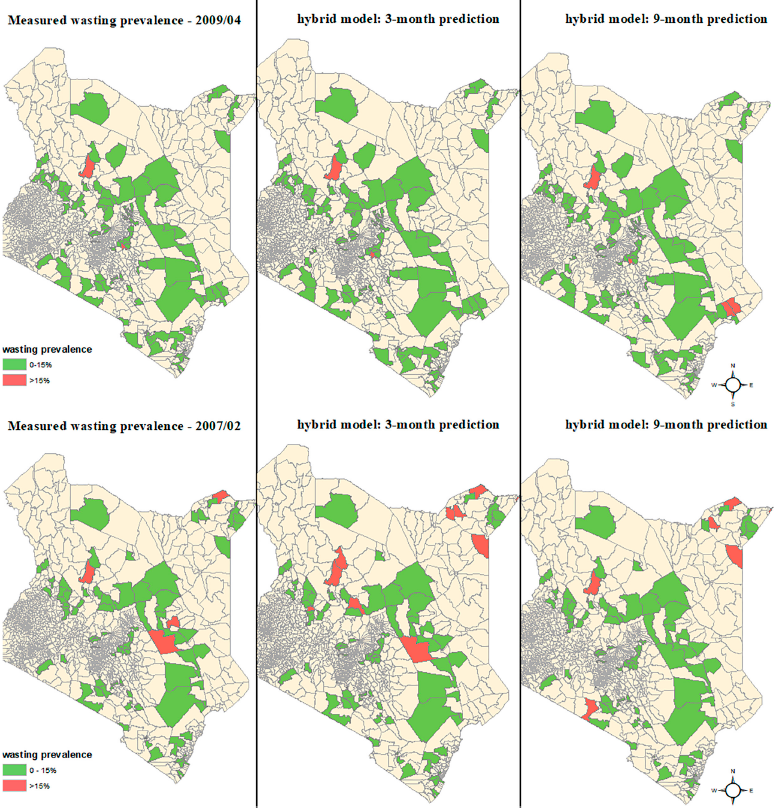 Measured wasting prevalence - 2009/04
hybrid model: 3-month prediction
hybrid model: 9-month prediction
wasting prevalence
0-15%
>15%
N
W E
S
Measured wasting prevalence - 2007/02
hybrid model: 3-month prediction
hybrid model: 9-month prediction
wasting prevalence
0 - 15%
>15%
N
W E
S